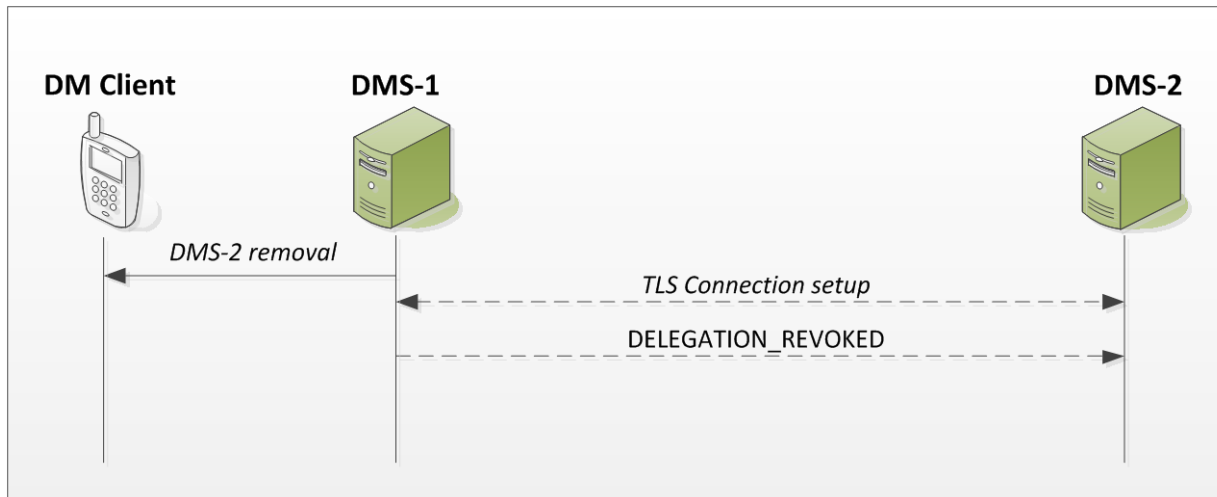 DM Client
DMS-1
DMS-2
DMS-2 removal
TLS Connection setup
DELEGATION_REVOKED